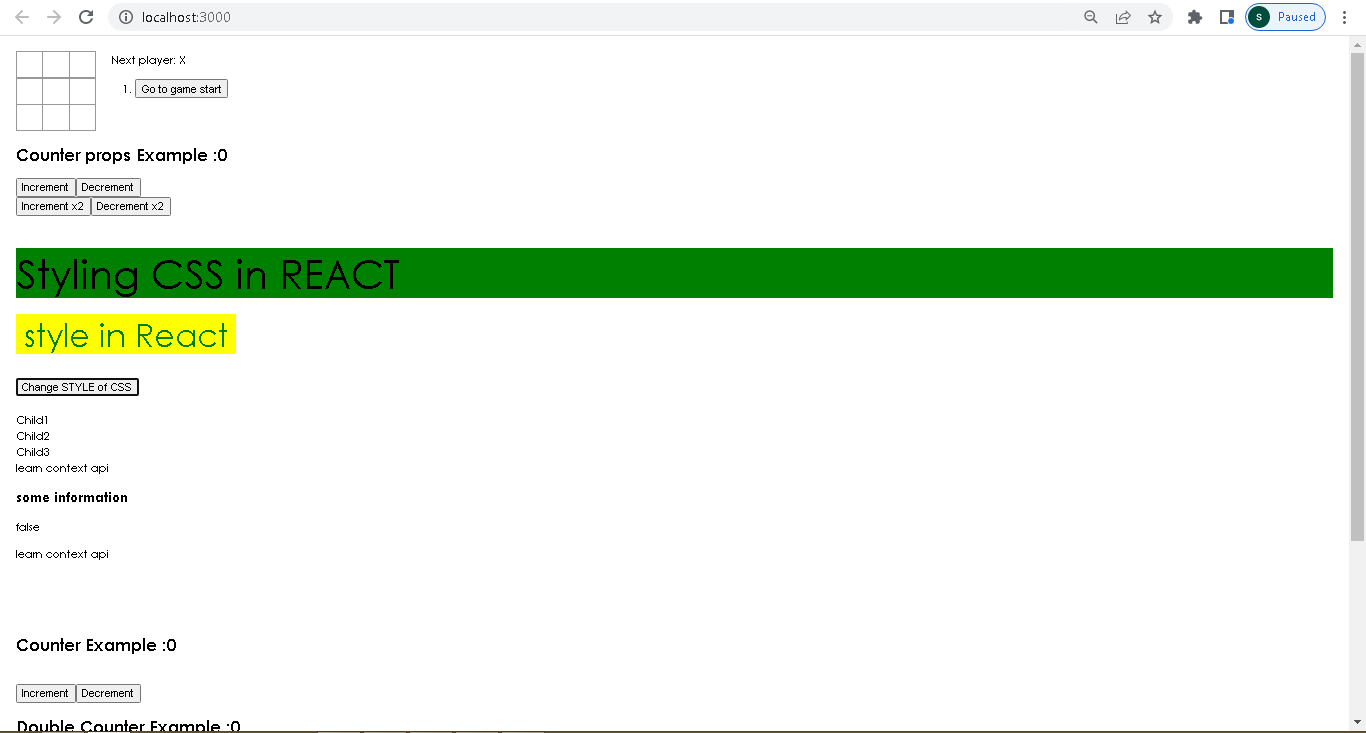 localhost:3000
S Paused
Next player: X
1. Go to game start
Counter props Example :0
Increment Decrement
Increment x2 Decrement x2
Styling CSS in REACT
style in React
Change STYLE of CSS
Child1
Child2
Child3
learn context api
some information
false
learn context api
Counter Example :0
Increment Decrement
Double Counter Example :0